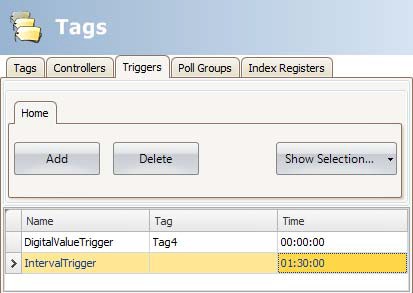 Tags
Tags Controllers Triggers Poll Groups Index Registers
Home
Add Delete Show Selection...
Name Tag Time
DigitalValueTrigger Tag4 00:00:00
IntervalTrigger 01:30:00